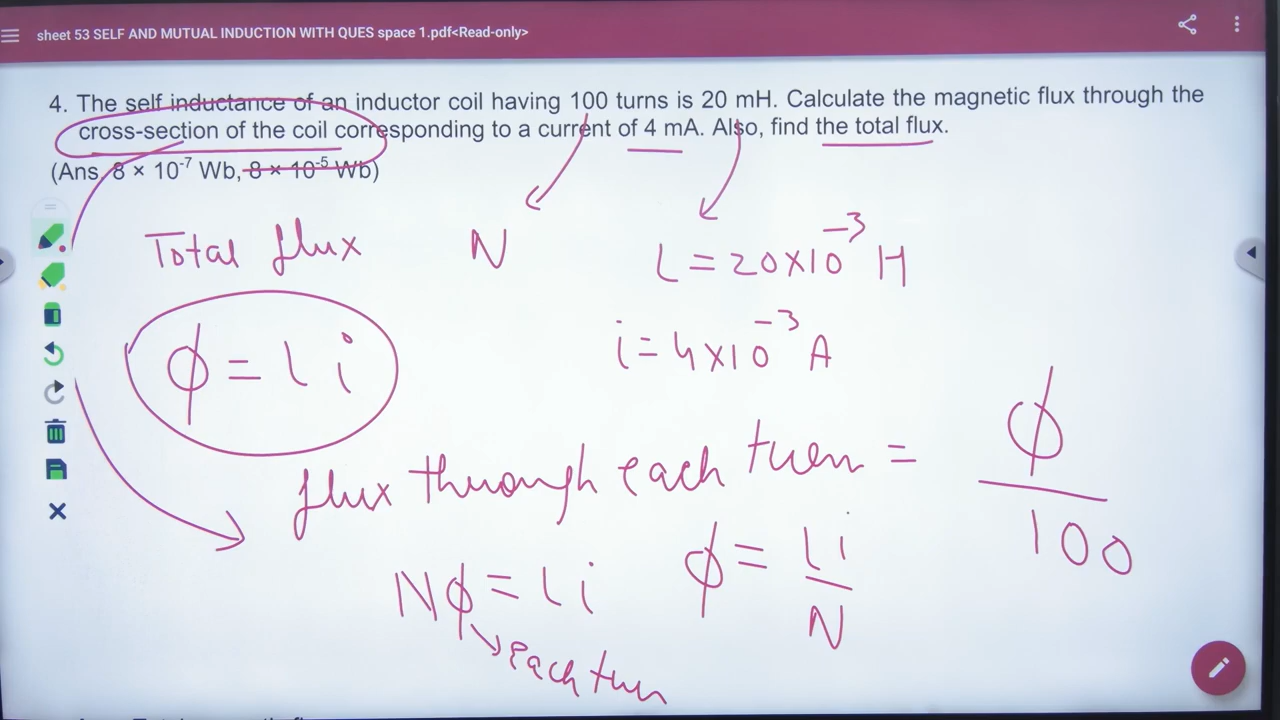 sheet 53 SELF AND MUTUAL INDUCTION WITH QUES space 1.pdf<Read-only>
4. The self inductance of an inductor coil having 100 turns is 20 mH. Calculate the magnetic flux through the
cross-section of the coil corresponding to a current of 4 mA. Also, find the total flux.
(Ans. 8 × 10⁻⁷ Wb, 8 × 10⁻⁵ Wb)
Total flux N L = 20×10⁻³ H
ϕ = L i
i = 4×10⁻³ A
flux through each turn = ϕ/100
Nϕ = L i ϕ = Li/N
each turn